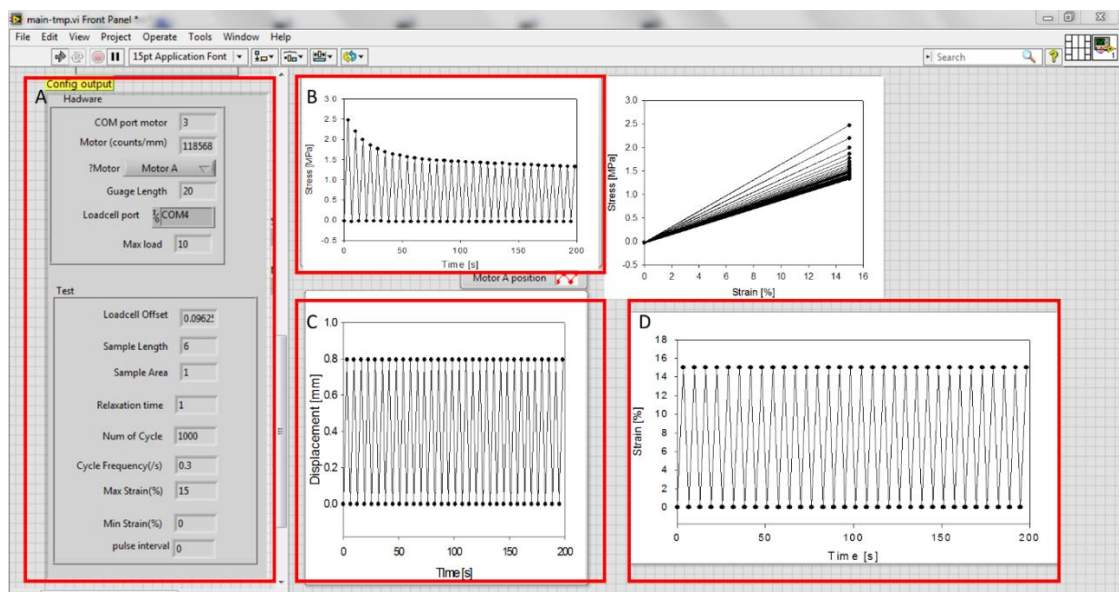 main-tmp.vi Front Panel *
File Edit View Project Operate Tools Window Help
15pt Application Font
Search
1
A
Config output
Hadware
COM port motor 3
Motor (counts/mm) 118568
?Motor Motor A
Guage Length 20
Loadcell port COM4
Max load 10
Test
Loadcell Offset 0.0962
Sample Length 6
Sample Area 1
Relaxation time 1
Num of Cycle 1000
Cycle Frequency(/s) 0.3
Max Strain(%) 15
Min Strain(%) 0
pulse interval 0
B
Stress [MPa]
3.0
2.5
2.0
1.5
1.0
0.5
0.0
-0.5
0 50 100 150 200
Time [s]
Stress [MPa]
3.0
2.5
2.0
1.5
1.0
0.5
0.0
-0.5
0 2 4 6 8 10 12 14 16
Strain [%]
Motor A position
C
Displacement [mm]
1.0
0.8
0.6
0.4
0.2
0.0
0 50 100 150 200
TIme [s]
D
Strain [%]
18
16
14
12
10
8
6
4
2
0
0 50 100 150 200
Time [s]